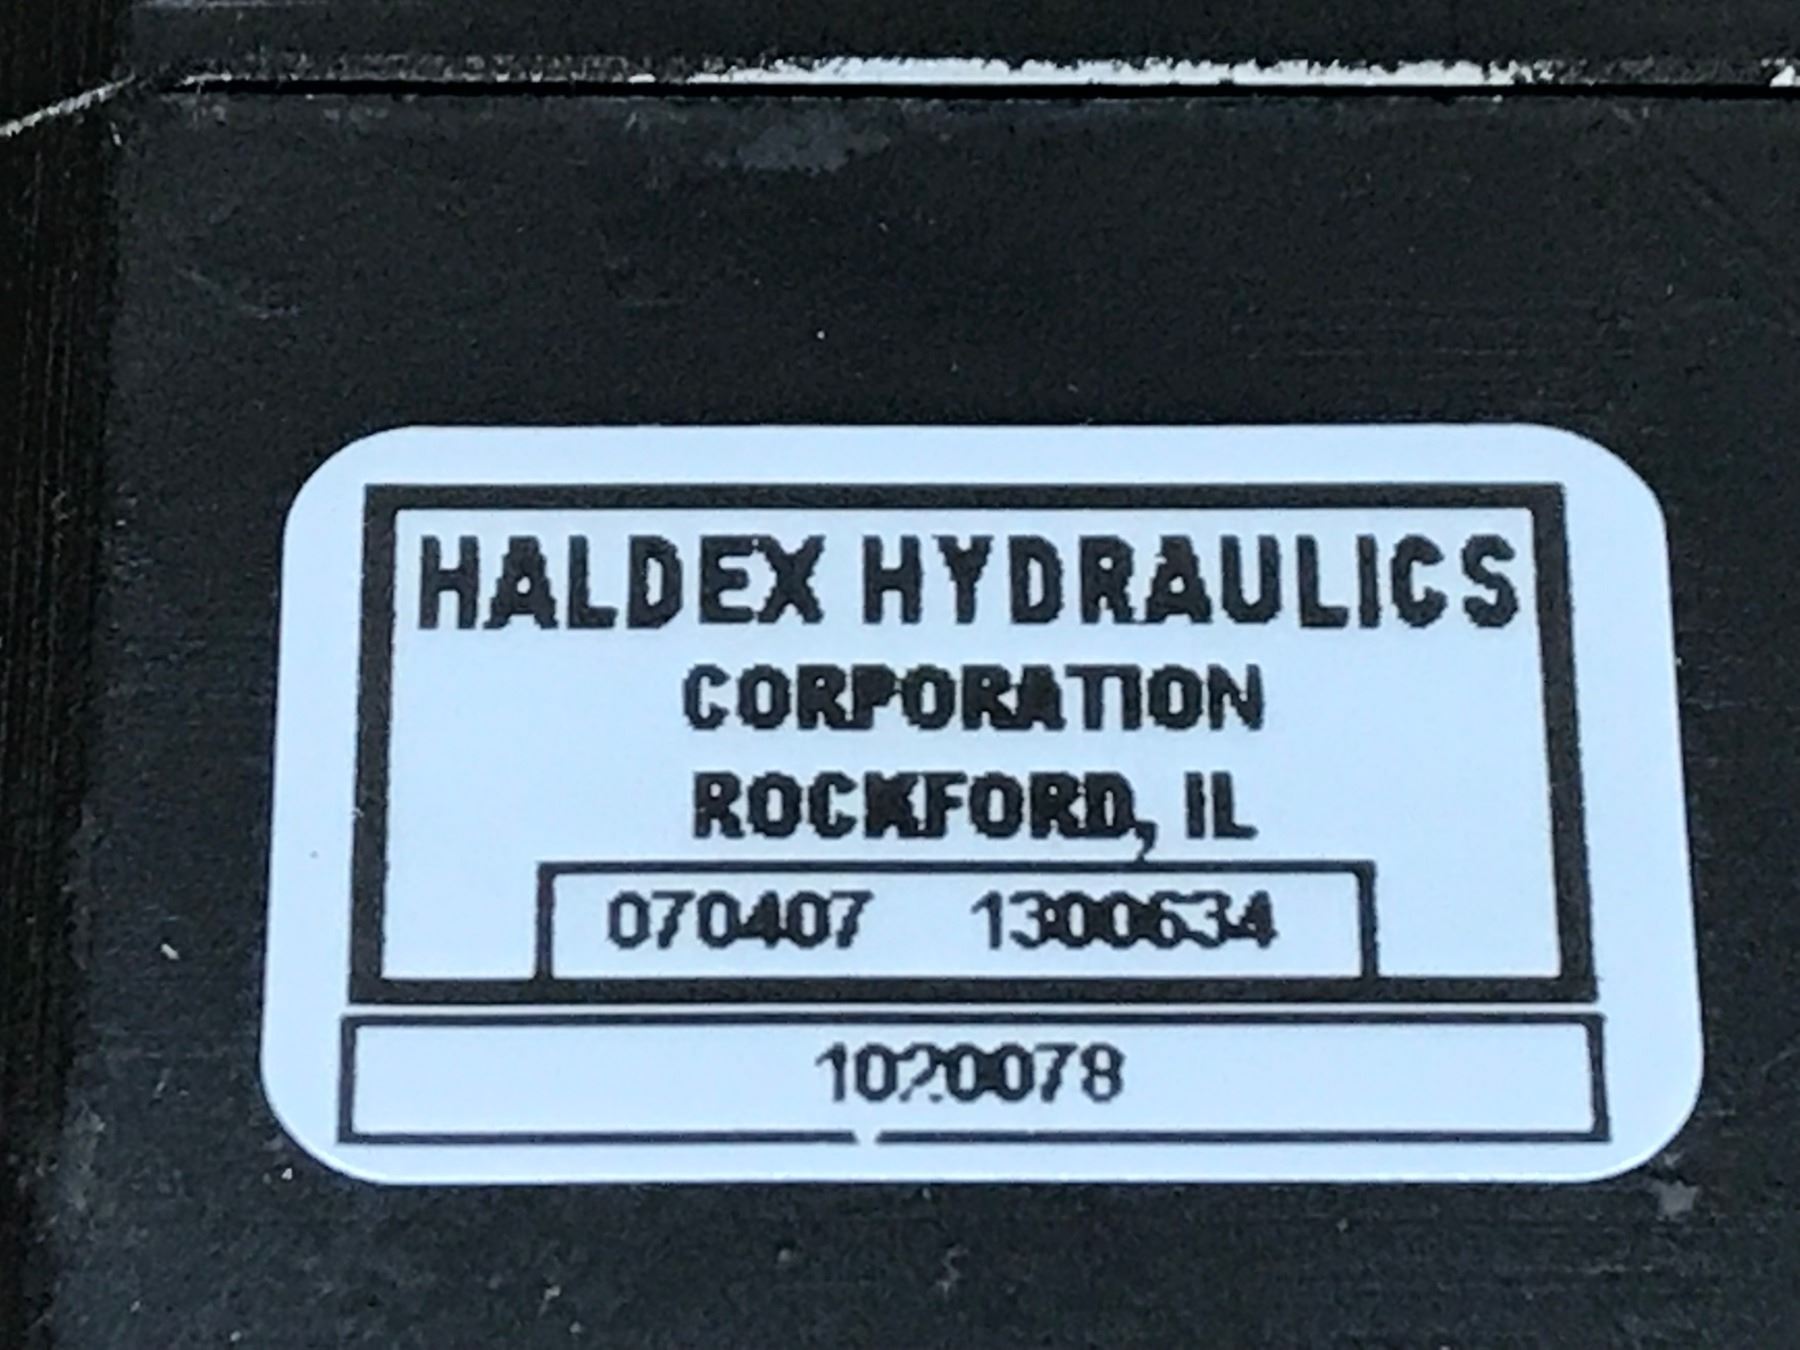 HALDEX HYDRAULICS
CORPORATION
ROCKFORD, IL
070407 1300634
1020078